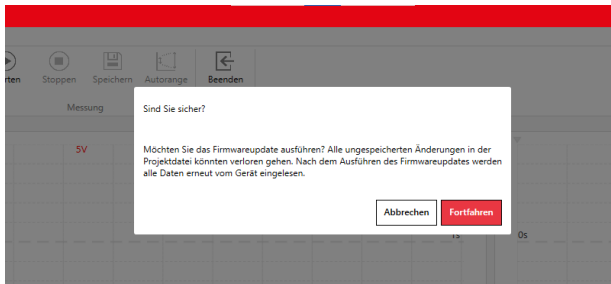 rten Stoppen Speichern Autorange Beenden
Messung
Sind Sie sicher?
5V
Möchten Sie das Firmwareupdate ausführen? Alle ungespeicherten Änderungen in der
Projektdatei könnten verloren gehen. Nach dem Ausführen des Firmwareupdates werden
alle Daten erneut vom Gerät eingelesen.
Abbrechen Fortfahren
1s 0s